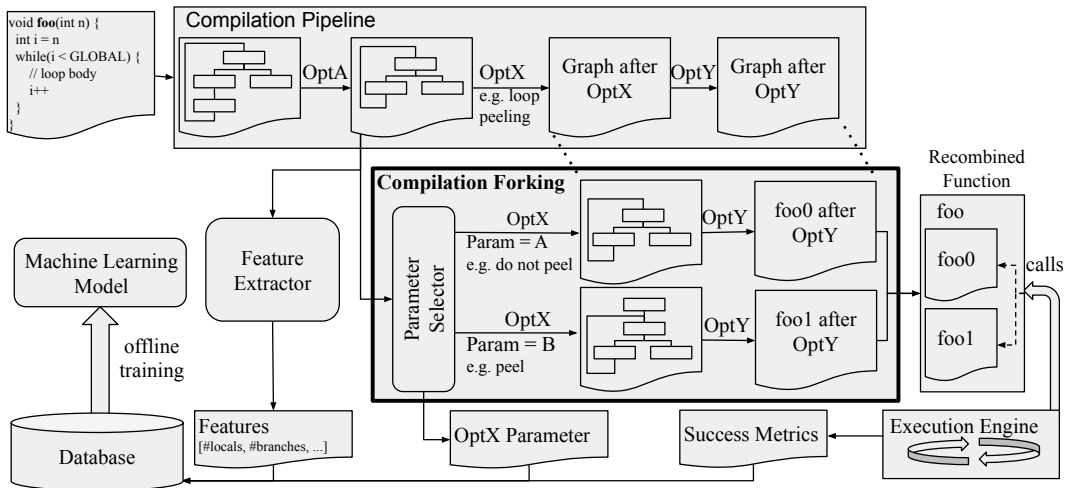 void foo(int n) {
int i = n
while(i < GLOBAL) {
// loop body
i++
}
}
Compilation Pipeline
OptA
OptX
e.g. loop
peeling
Graph after
OptX
OptY
Graph after
OptY
Compilation Forking
Parameter
Selector
OptX
Param = A
e.g. do not peel
OptY
foo0 after
OptY
OptX
Param = B
e.g. peel
OptY
foo1 after
OptY
Recombined
Function
foo
foo0
foo1
calls
Feature
Extractor
Machine Learning
Model
offline
training
Database
Features
[#locals, #branches, ...]
OptX Parameter
Success Metrics
Execution Engine